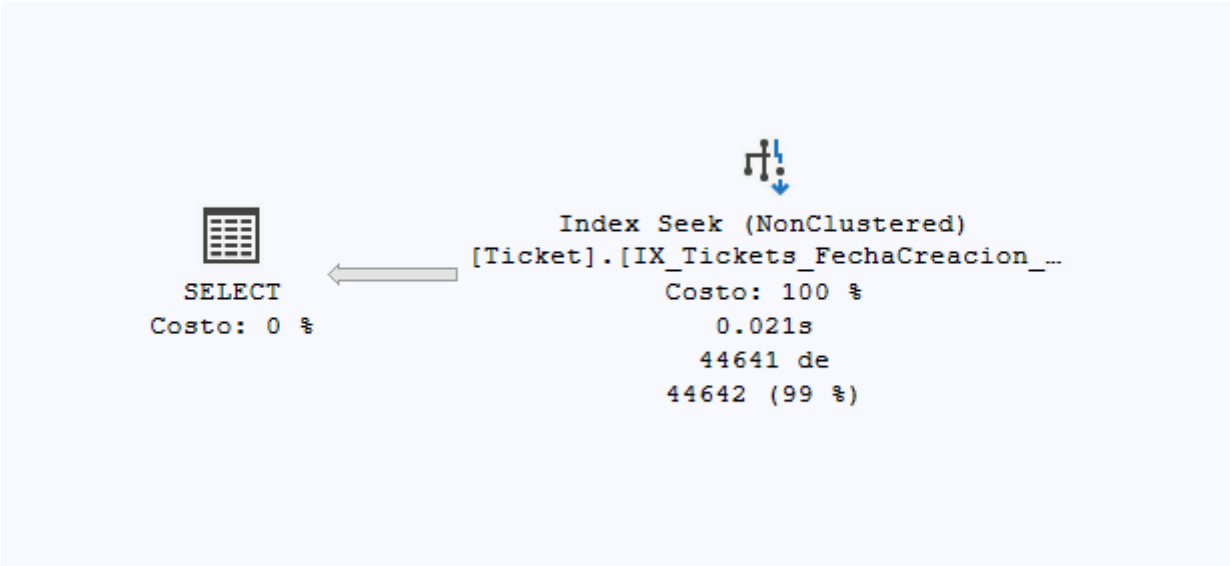 SELECT
Costo: 0 %
Index Seek (NonClustered)
[Ticket].[IX_Tickets_FechaCreacion_…
Costo: 100 %
0.021s
44641 de
44642 (99 %)